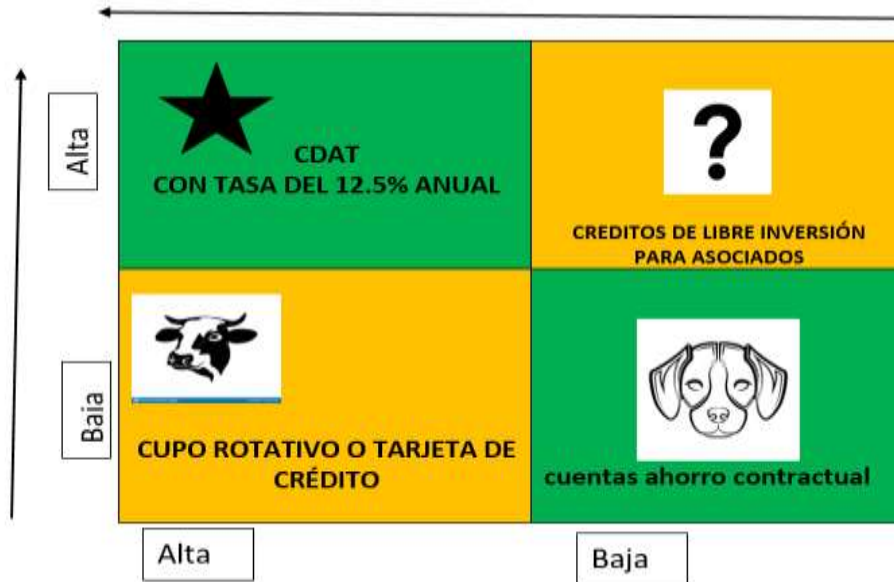 Alta
CDAT
CON TASA DEL 12.5% ANUAL
?
CREDITOS DE LIBRE INVERSIÓN
PARA ASOCIADOS
Baja
CUPO ROTATIVO O TARJETA DE
CRÉDITO
cuentas ahorro contractual
Alta
Baja